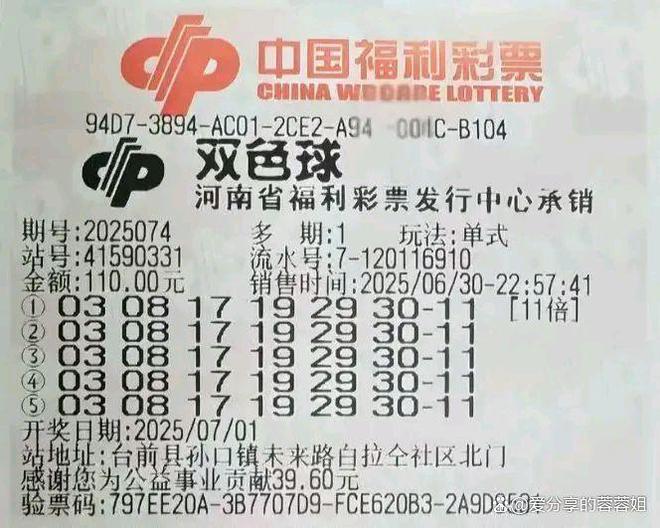 中国福利彩票
CHINA WELFARE LOTTERY
94D7-3894-AC01-2CE2-A94 001C-B104
双色球
河南省福利彩票发行中心承销
期号:2025074 多期:1 玩法:单式
站号:41590331 流水号:7-120116910
金额:110.00元 销售时间:2025/06/30-22:57:41
① 03 08 17 19 29 30-11 [11倍]
② 03 08 17 19 29 30-11
③ 03 08 17 19 29 30-11
④ 03 08 17 19 29 30-11
⑤ 03 08 17 19 29 30-11
开奖日期:2025/07/01
站地址:台前县孙口镇未来路自拉仝社区北门
感谢您为公益事业贡献39.60元
验票码:797EE20A-3B7707D9-FCE620B3-2A9D
@爱分享的蓉蓉姐